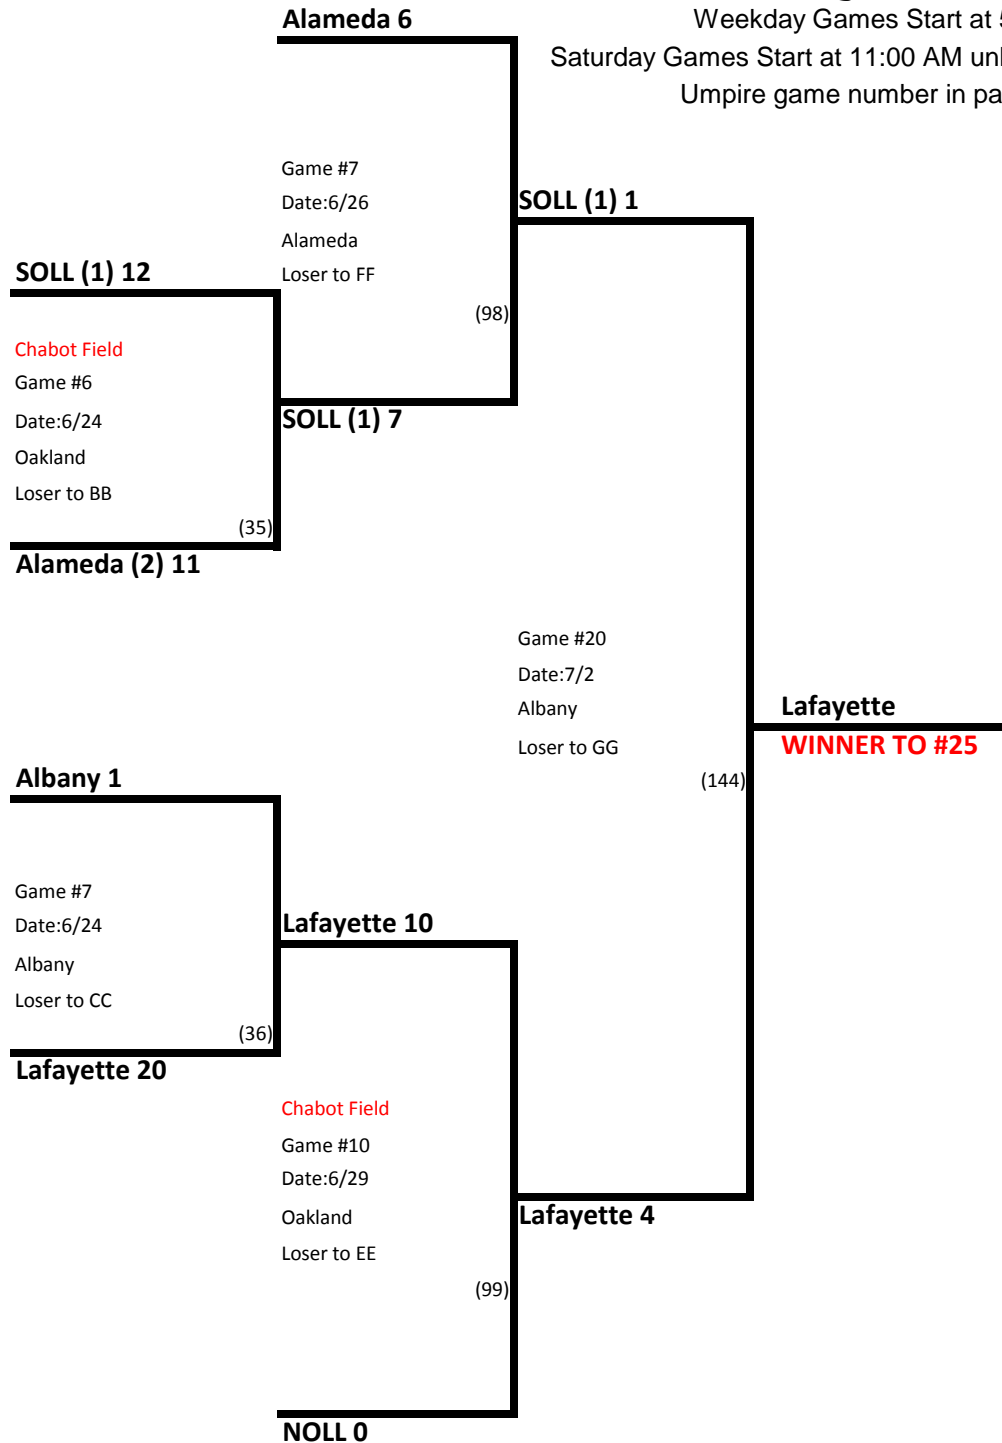 Alameda 6
Weekday Games Start at
Saturday Games Start at 11:00 AM
Umpire game number in
Game #7
Date:6/26
Alameda
Loser to FF
(98)
SOLL (1) 1
SOLL (1) 12
Chabot Field
Game #6
Date:6/24
Oakland
Loser to BB
(35)
SOLL (1) 7
Alameda (2) 11
Game #20
Date:7/2
Albany
Loser to GG
(144)
Lafayette
WINNER TO #25
Albany 1
Game #7
Date:6/24
Albany
Loser to CC
(36)
Lafayette 10
Lafayette 20
Chabot Field
Game #10
Date:6/29
Oakland
Loser to EE
(99)
Lafayette 4
NOLL 0